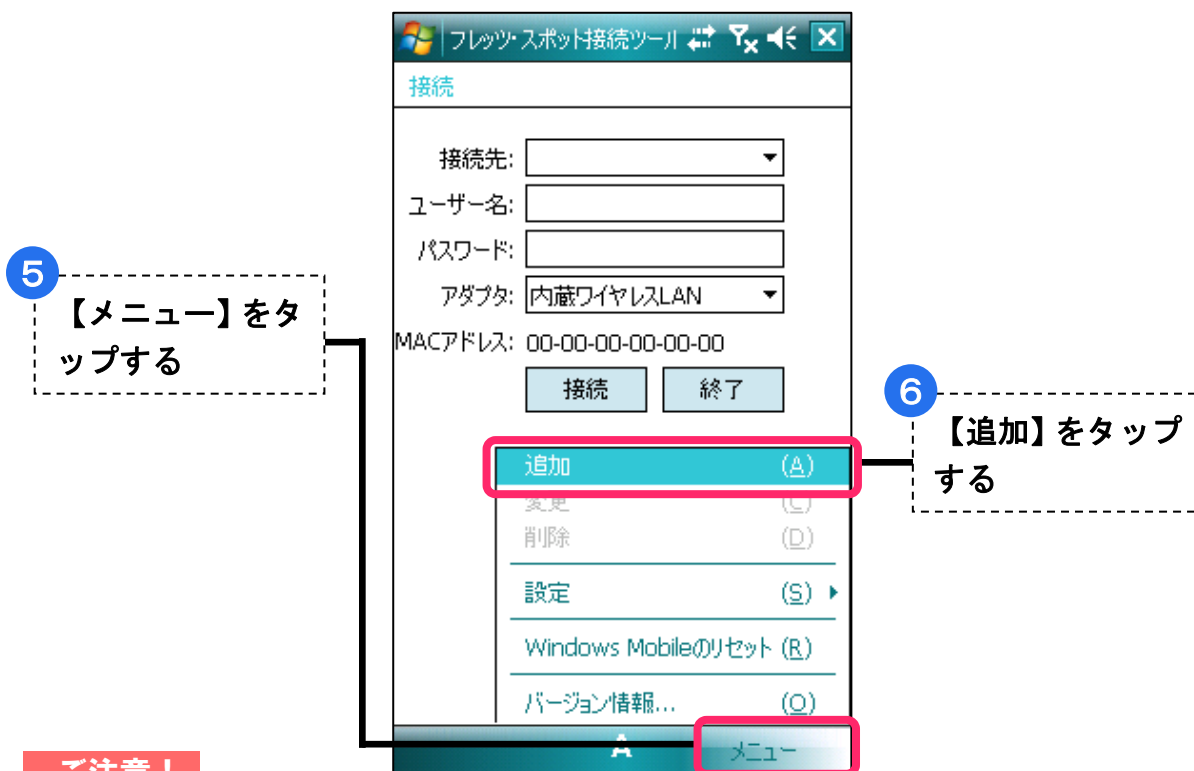 フレッツ・スポット接続ツール
接続
接続先:
ユーザー名:
パスワード:
アダプタ: 内蔵ワイヤレスLAN
MACアドレス: 00-00-00-00-00-00
接続 終了
5
【メニュー】をタ
ップする
6
【追加】をタップ
する
追加 (A)
変更 (C)
削除 (D)
設定 (S)
Windows Mobileのリセット (R)
バージョン情報... (O)
A メニュー
ご注意！